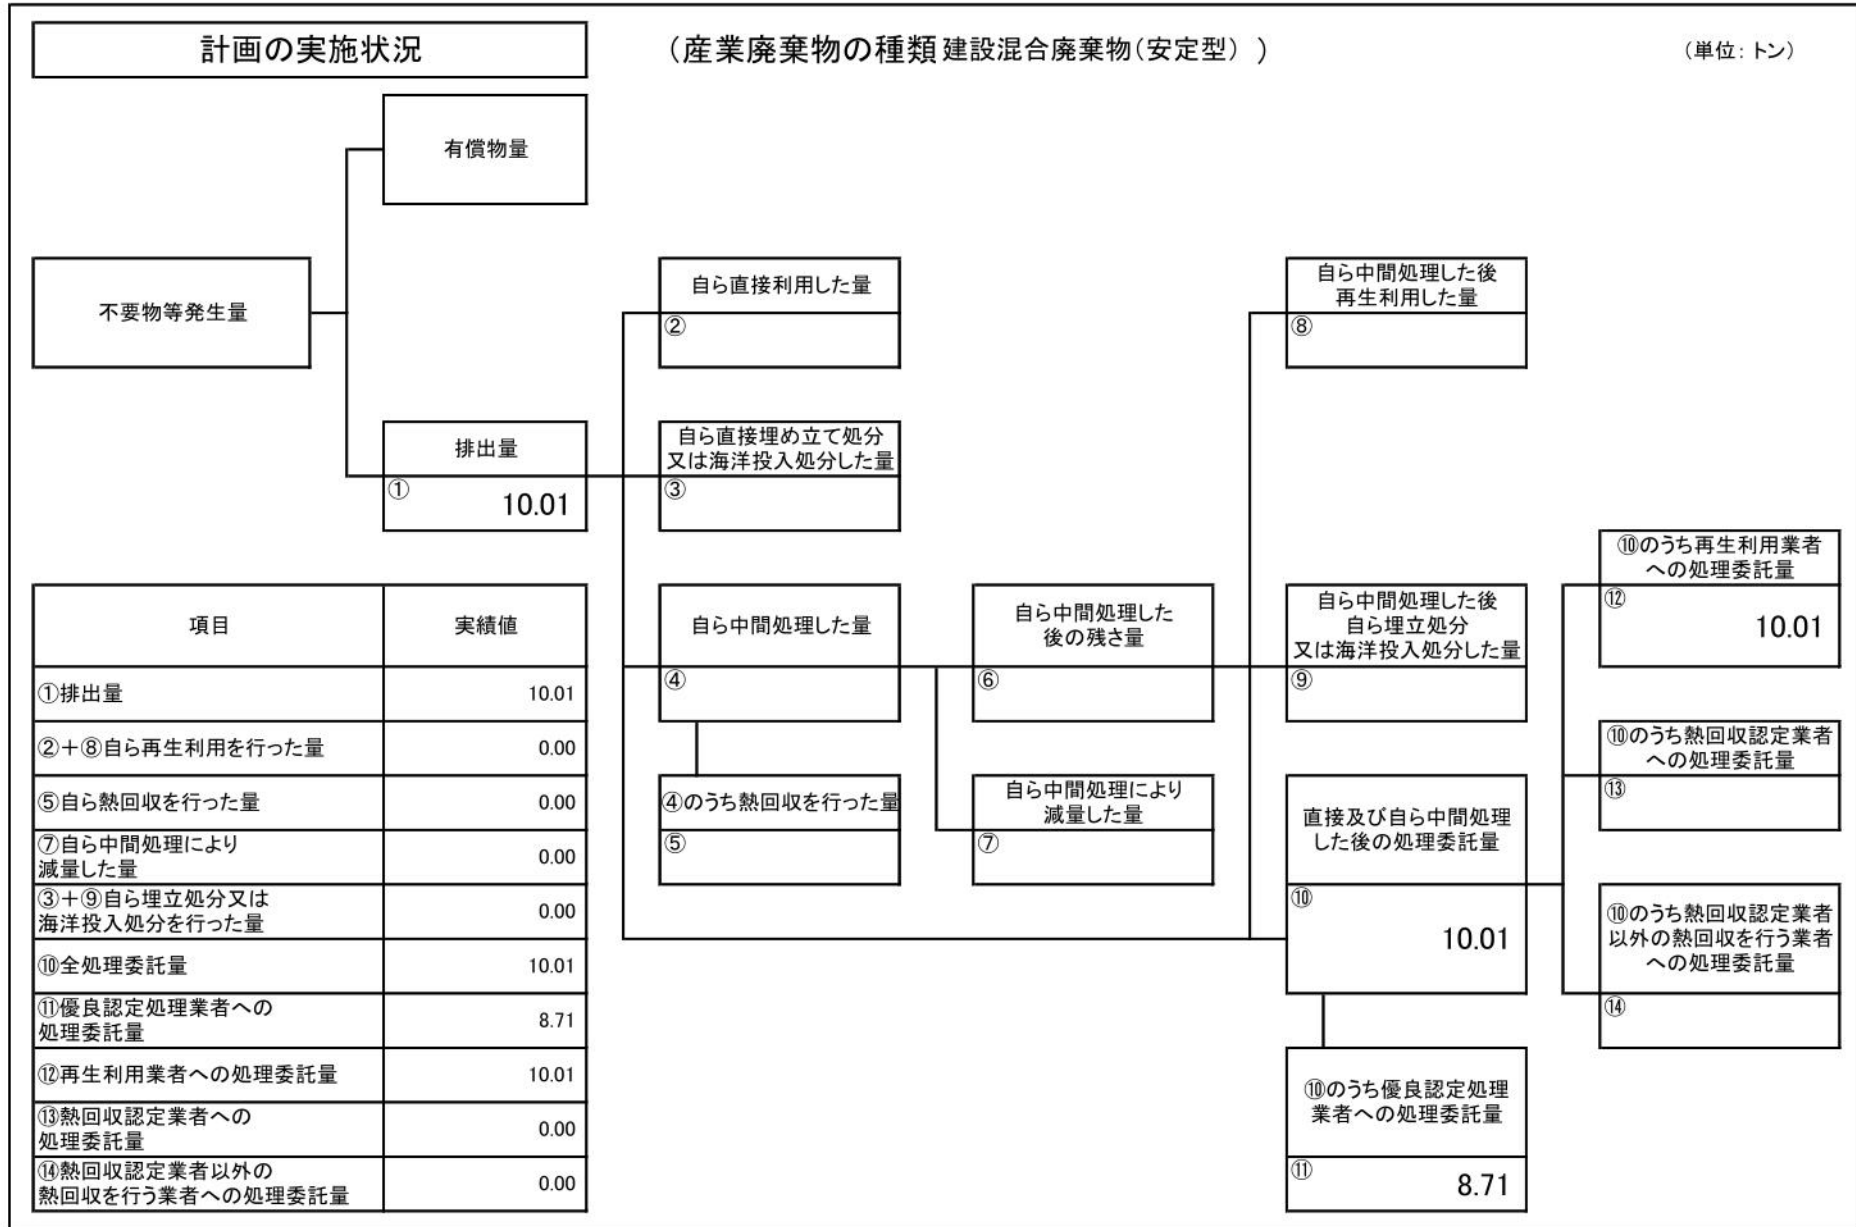 計画の実施状況
（産業廃棄物の種類 建設混合廃棄物（安定型） ）
（単位：トン）
有償物量
不要物等発生量
自ら直接利用した量
②
自ら中間処理した後
再生利用した量
⑧
排出量
①
10.01
自ら直接埋め立て処分
又は海洋投入処分した量
③
⑩のうち再生利用業者
への処理委託量
⑫
10.01
自ら中間処理した量
④
自ら中間処理した
後の残さ量
⑥
自ら中間処理した後
自ら埋立処分
又は海洋投入処分した量
⑨
⑩のうち熱回収認定業者
への処理委託量
⑬
④のうち熱回収を行った量
⑤
自ら中間処理により
減量した量
⑦
直接及び自ら中間処理
した後の処理委託量
⑩
10.01
⑩のうち熱回収認定業者
以外の熱回収を行う業者
への処理委託量
⑭
⑩のうち優良認定処理
業者への処理委託量
⑪
8.71
項目 実績値
①排出量 10.01
②＋⑧自ら再生利用を行った量 0.00
⑤自ら熱回収を行った量 0.00
⑦自ら中間処理により
減量した量 0.00
③＋⑨自ら埋立処分又は
海洋投入処分を行った量 0.00
⑩全処理委託量 10.01
⑪優良認定処理業者への
処理委託量 8.71
⑫再生利用業者への処理委託量 10.01
⑬熱回収認定業者への
処理委託量 0.00
⑭熱回収認定業者以外の
熱回収を行う業者への処理委託量 0.00